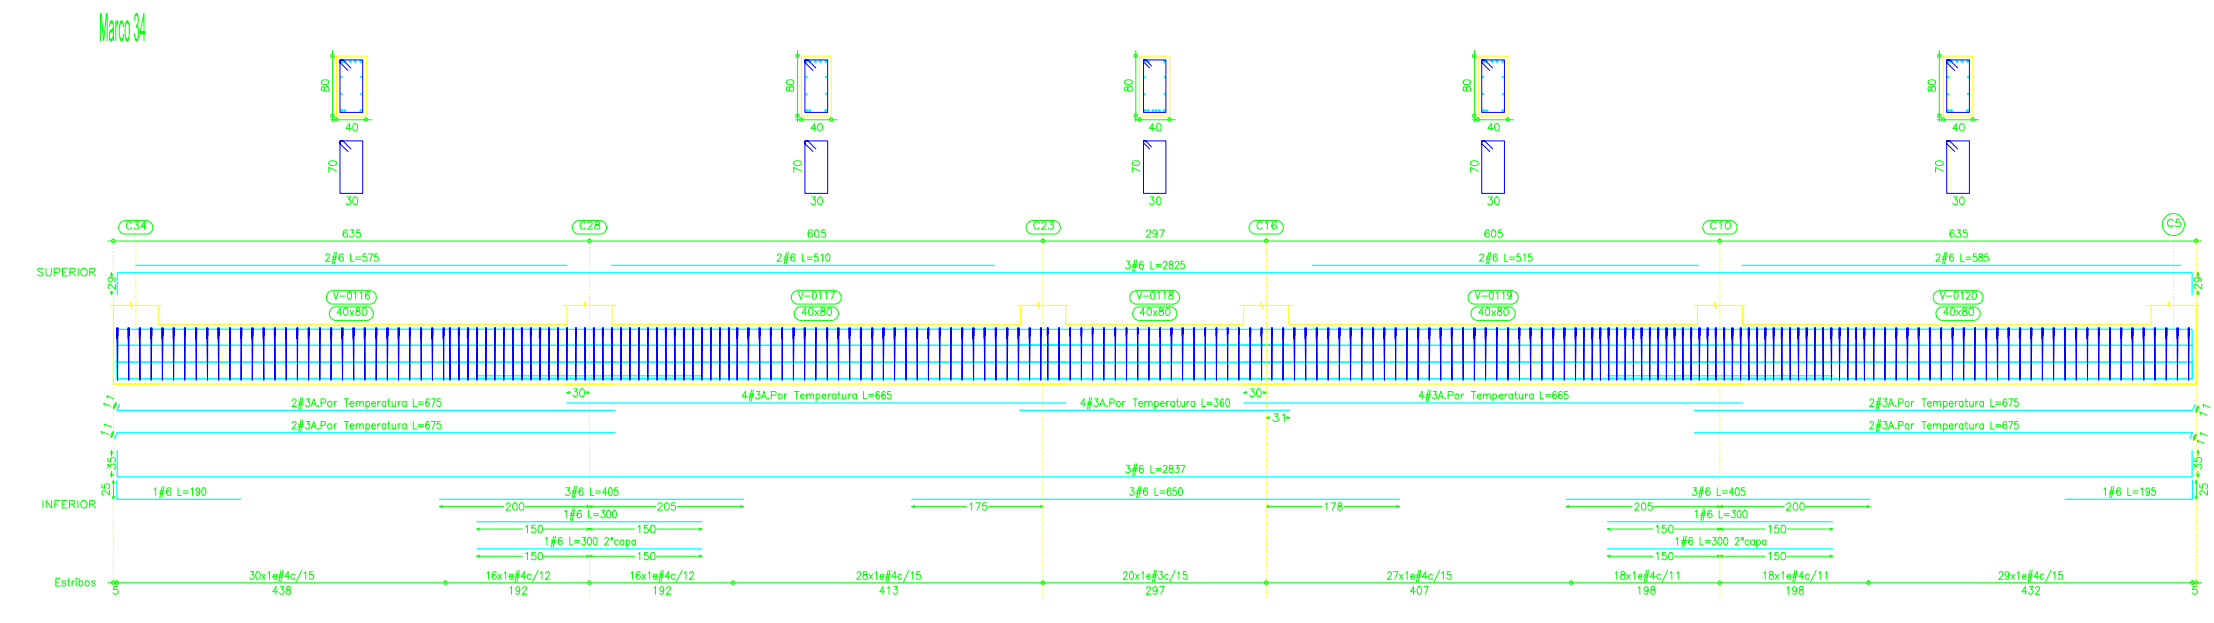 Marco 34
80 80 80 80 80
40 40 40 40 40
70 70 70 70 70
30 30 30 30 30
C34 C28 C23 C16 C10 C5
635 605 297 605 635
2#6 L=575 2#6 L=510 2#6 L=515 2#6 L=585
SUPERIOR 3#6 L=2825
29 29
V-0116 V-0117 V-0118 V-0119 V-0120
40x80 40x80 40x80 40x80 40x80
30 30
4#3A.Por Temperatura L=665 4#3A.Por Temperatura L=665
11 2#3A.Por Temperatura L=675 4#3A.Por Temperatura L=360 2#3A.Por Temperatura L=675 11
31
11 2#3A.Por Temperatura L=675 2#3A.Por Temperatura L=675 11
35 3#6 L=2837 35
25 1#6 L=190 3#6 L=405 3#6 L=650 3#6 L=405 1#6 L=195 25
INFERIOR 200 205 175 178 205 200
1#6 L=300 1#6 L=300
150 150 150 150
1#6 L=300 2°capa 1#6 L=300 2°capa
150 150 150 150
Estribos 30x1e#4c/15 16x1e#4c/12 16x1e#4c/12 28x1e#4c/15 20x1e#3c/15 27x1e#4c/15 18x1e#4c/11 18x1e#4c/11 29x1e#4c/15
5 438 192 192 413 297 407 198 198 432 5